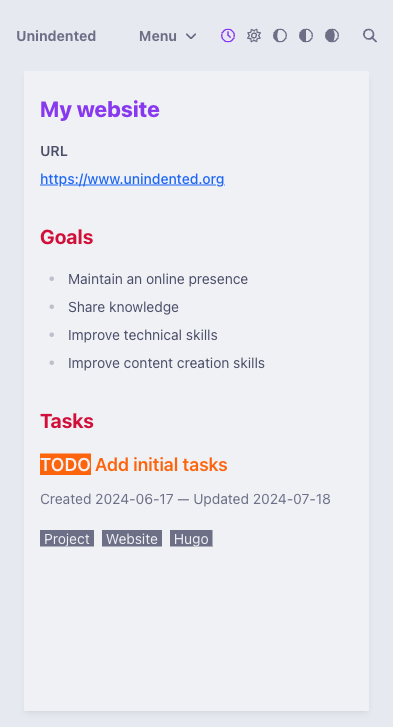 Unindented Menu
My website
URL
https://www.unindented.org
Goals
Maintain an online presence
Share knowledge
Improve technical skills
Improve content creation skills
Tasks
TODO Add initial tasks
Created 2024-06-17 — Updated 2024-07-18
Project Website Hugo